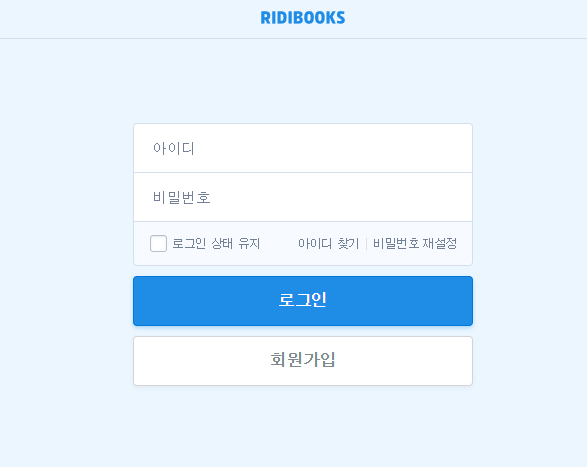 RIDIBOOKS
아이디
비밀번호
로그인 상태 유지 아이디 찾기 | 비밀번호 재설정
로그인
회원가입